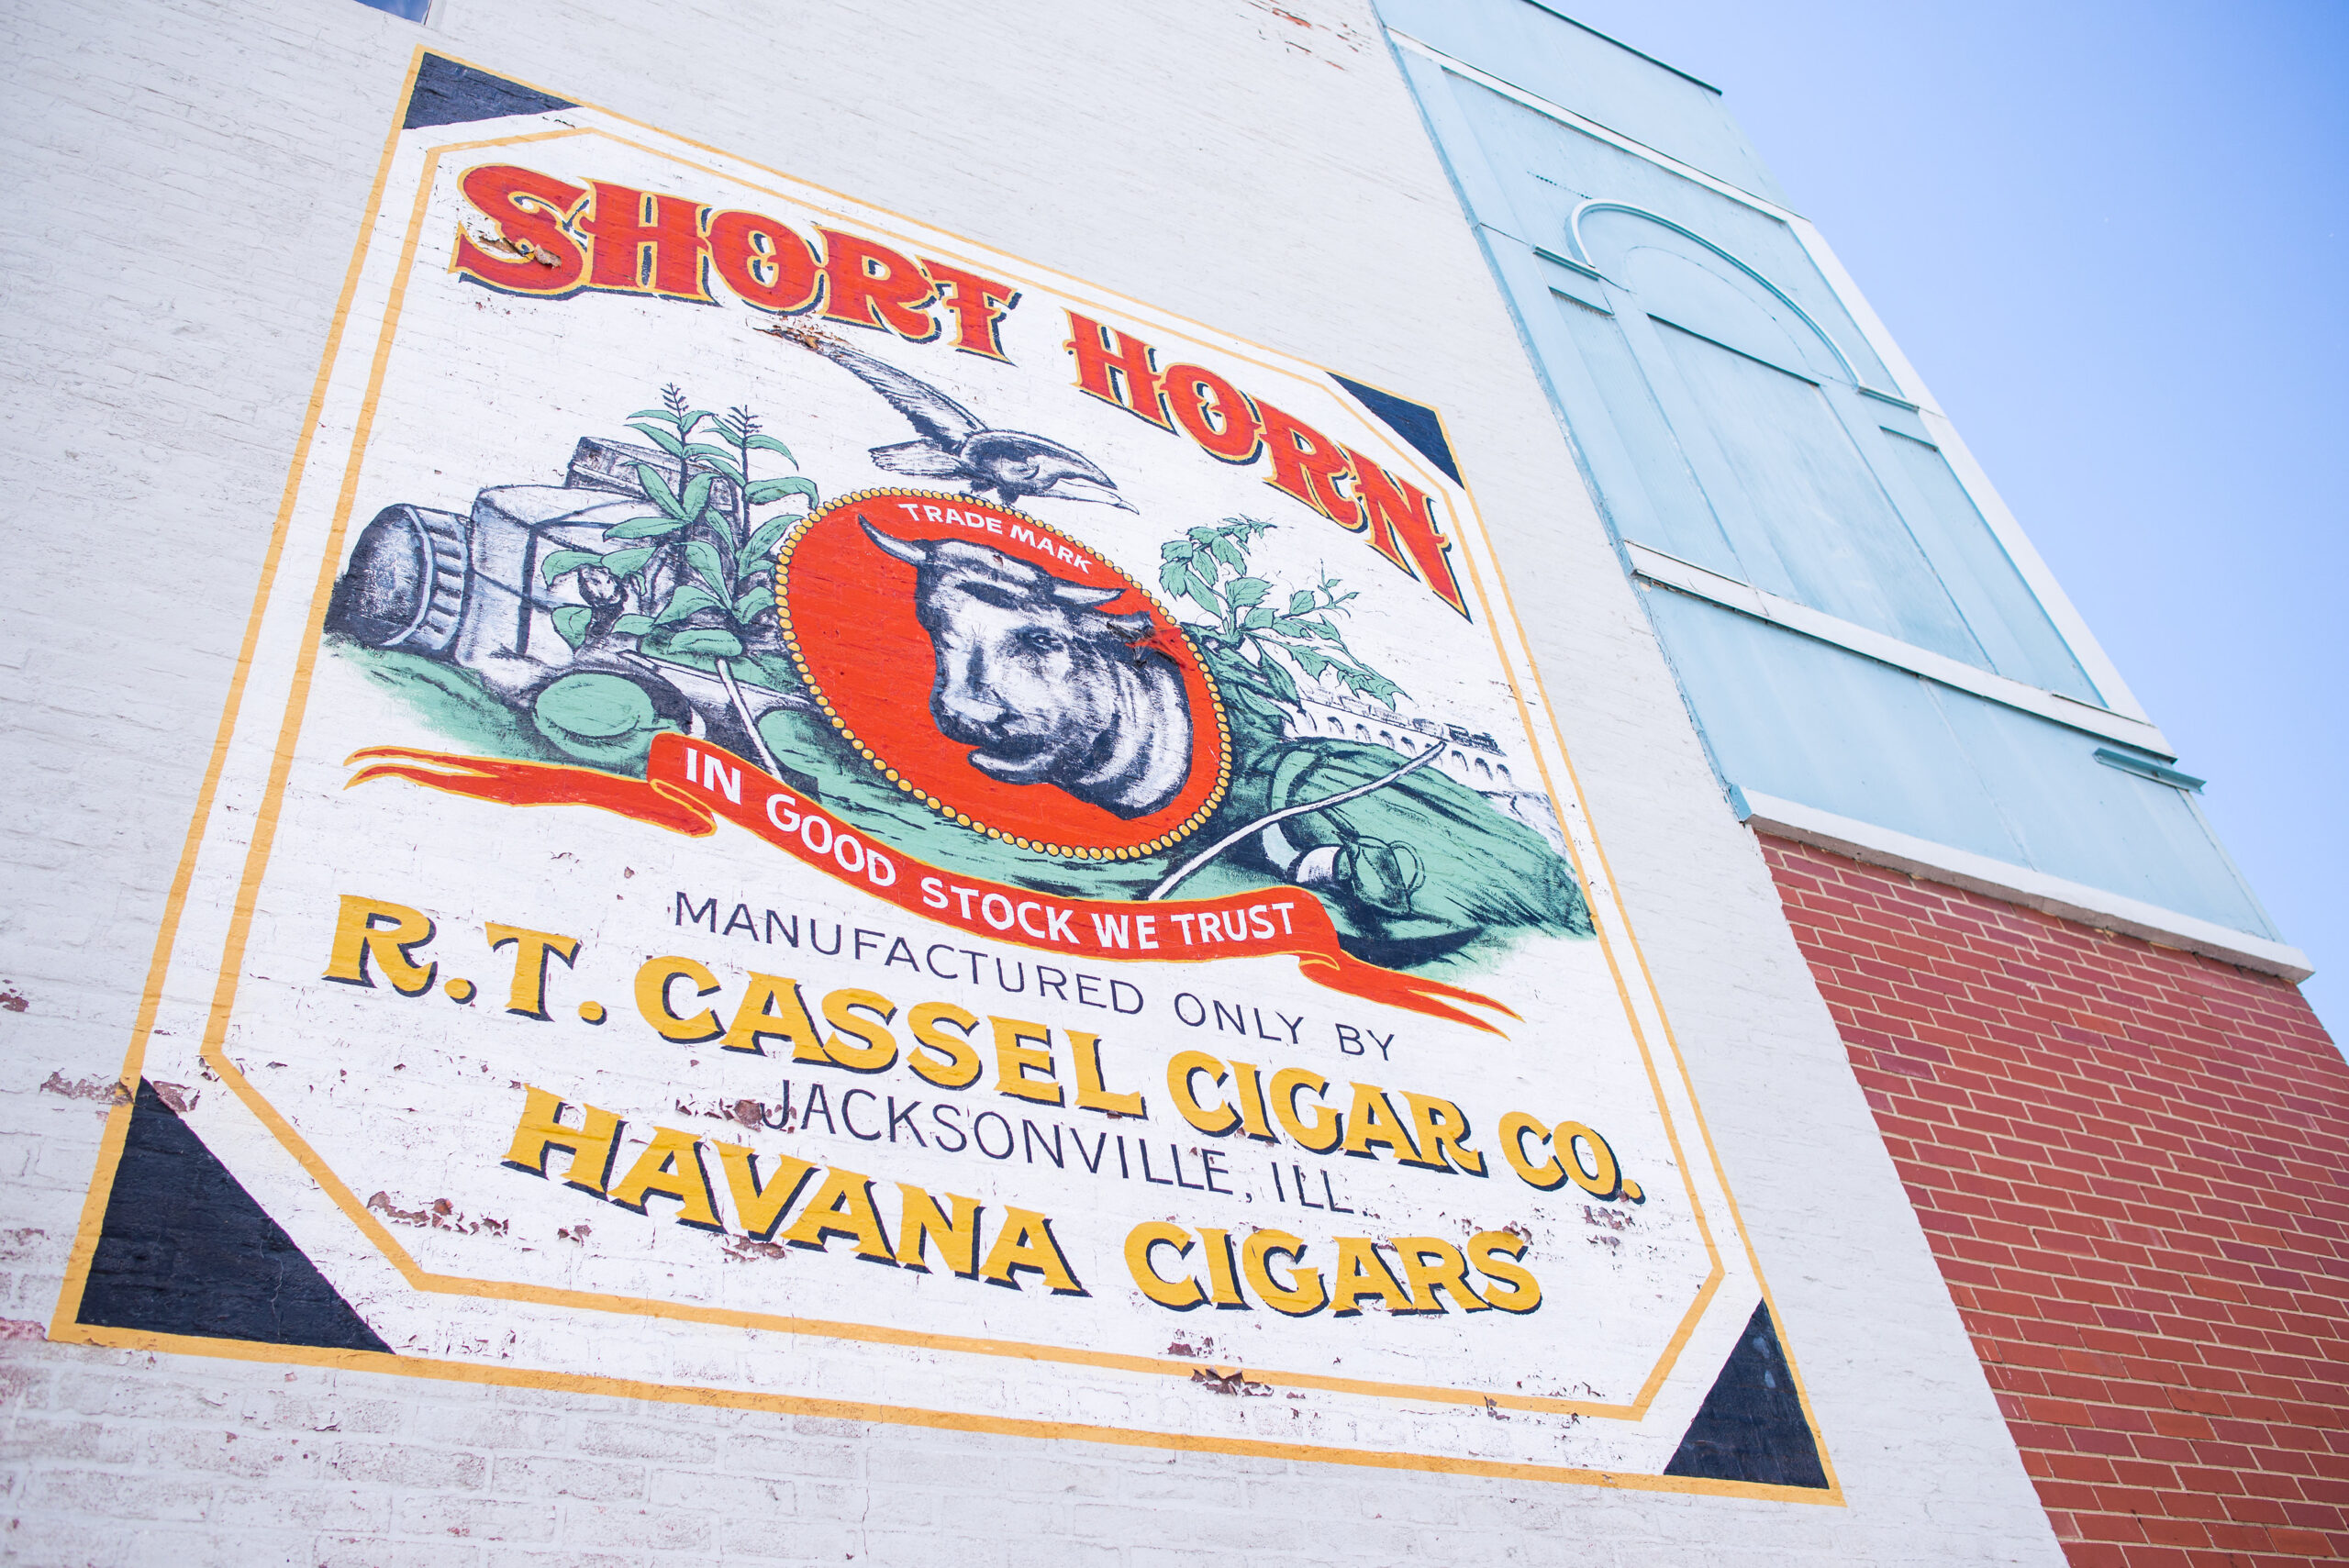 SHORT HORN
TRADE MARK
IN GOOD STOCK WE TRUST
MANUFACTURED ONLY BY
R.T. CASSEL CIGAR CO.
JACKSONVILLE, ILL.
HAVANA CIGARS